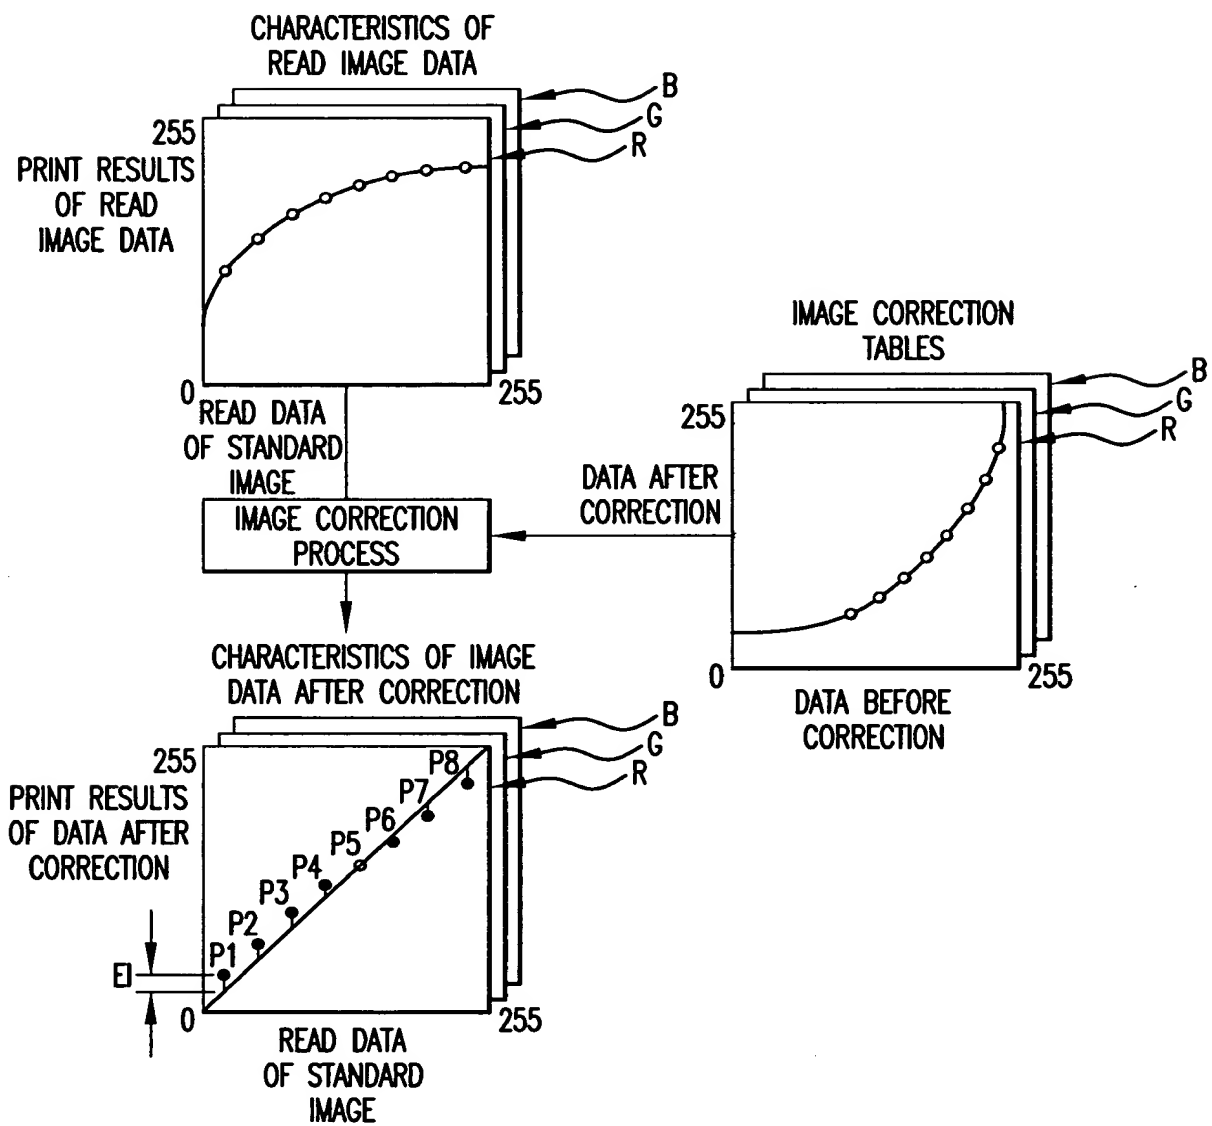 CHARACTERISTICS OF
READ IMAGE DATA
B
G
R
255
PRINT RESULTS
OF READ
IMAGE DATA
0
255
READ DATA
OF STANDARD
IMAGE
IMAGE CORRECTION
TABLES
B
G
R
255
DATA AFTER
CORRECTION
0
255
DATA BEFORE
CORRECTION
IMAGE CORRECTION
PROCESS
CHARACTERISTICS OF IMAGE
DATA AFTER CORRECTION
B
G
R
255
PRINT RESULTS
OF DATA AFTER
CORRECTION
P8
P7
P6
P5
P4
P3
P2
P1
EI
0
255
READ DATA
OF STANDARD
IMAGE